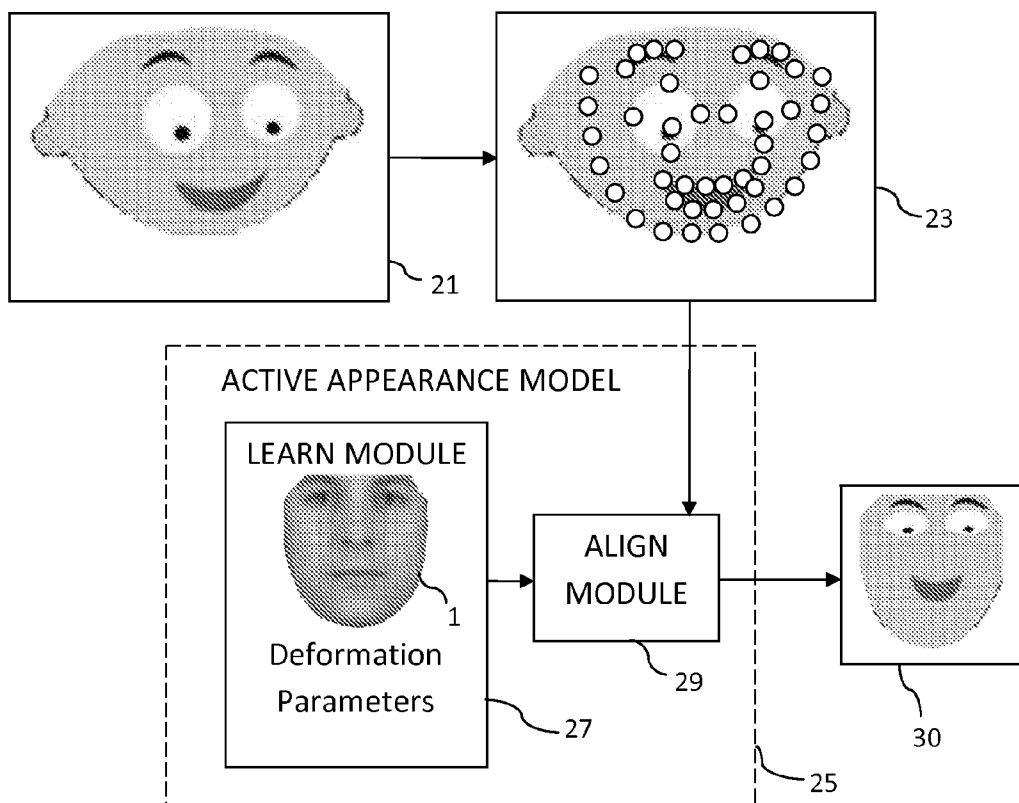 21
23
ACTIVE APPEARANCE MODEL
LEARN MODULE
1
Deformation
Parameters
27
ALIGN
MODULE
29
25
30